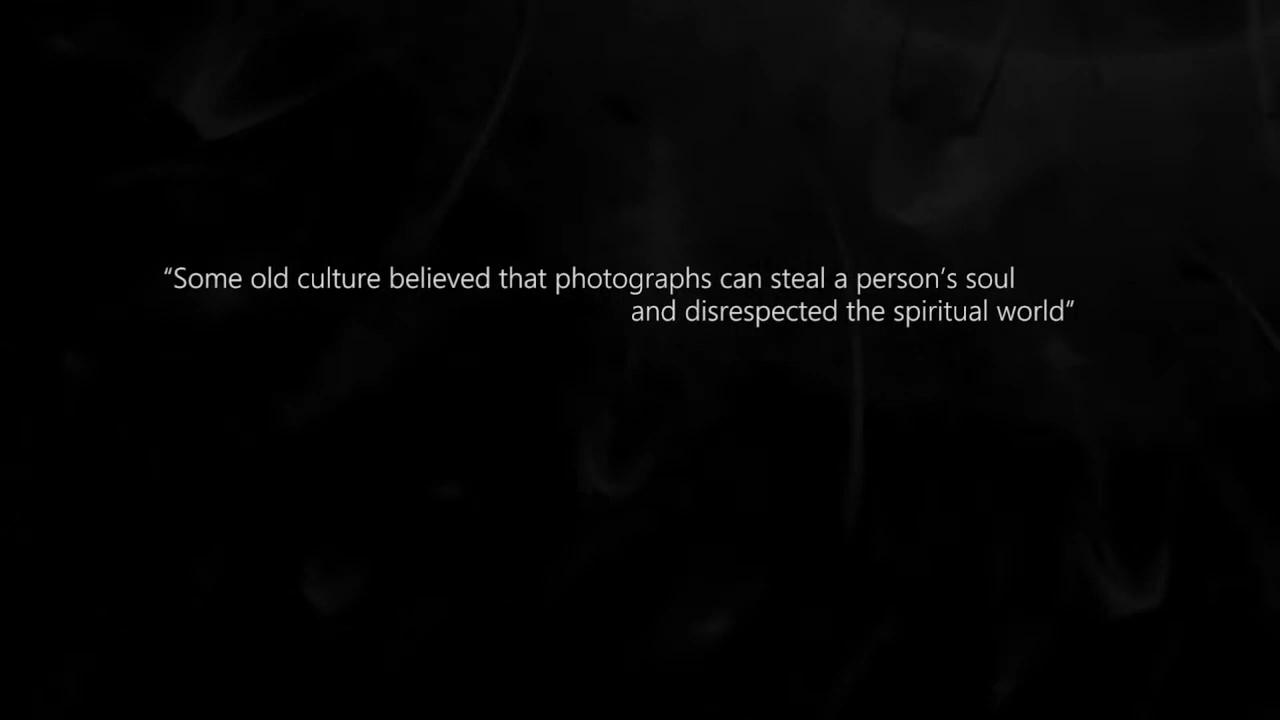 “Some old culture believed that photographs can steal a person’s soul
and disrespected the spiritual world”